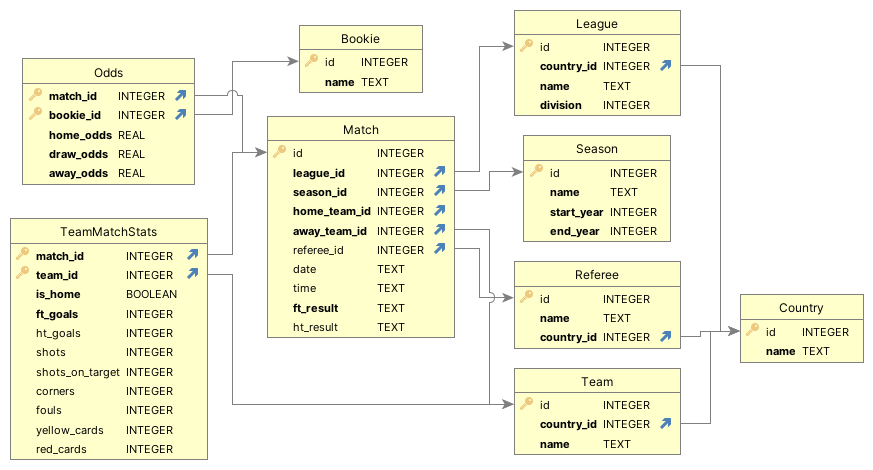 Odds
match_id INTEGER
bookie_id INTEGER
home_odds REAL
draw_odds REAL
away_odds REAL
TeamMatchStats
match_id INTEGER
team_id INTEGER
is_home BOOLEAN
ft_goals INTEGER
ht_goals INTEGER
shots INTEGER
shots_on_target INTEGER
corners INTEGER
fouls INTEGER
yellow_cards INTEGER
red_cards INTEGER
Bookie
id INTEGER
name TEXT
Match
id INTEGER
league_id INTEGER
season_id INTEGER
home_team_id INTEGER
away_team_id INTEGER
referee_id INTEGER
date TEXT
time TEXT
ft_result TEXT
ht_result TEXT
League
id INTEGER
country_id INTEGER
name TEXT
division INTEGER
Season
id INTEGER
name TEXT
start_year INTEGER
end_year INTEGER
Referee
id INTEGER
name TEXT
country_id INTEGER
Team
id INTEGER
country_id INTEGER
name TEXT
Country
id INTEGER
name TEXT